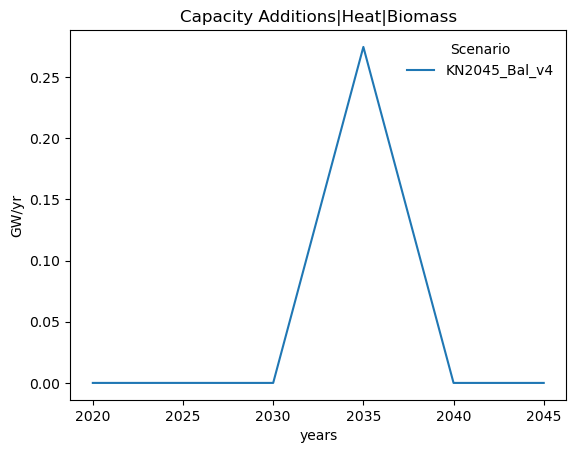 Capacity Additions|Heat|Biomass
Scenario
KN2045_Bal_v4
GW/yr
0.25
0.20
0.15
0.10
0.05
0.00
2020 2025 2030 2035 2040 2045
years